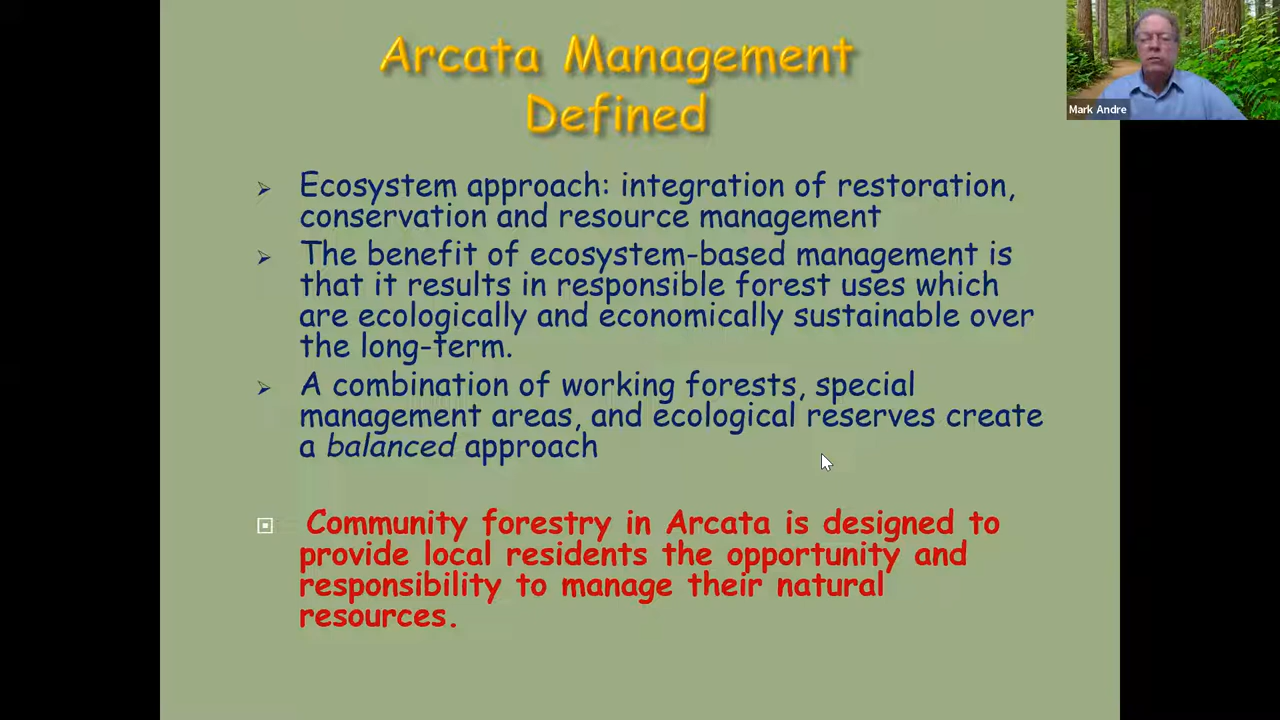 Arcata Management
Defined
Mark Andre
Ecosystem approach: integration of restoration,
conservation and resource management
The benefit of ecosystem-based management is
that it results in responsible forest uses which
are ecologically and economically sustainable over
the long-term.
A combination of working forests, special
management areas, and ecological reserves create
a balanced approach
Community forestry in Arcata is designed to
provide local residents the opportunity and
responsibility to manage their natural
resources.